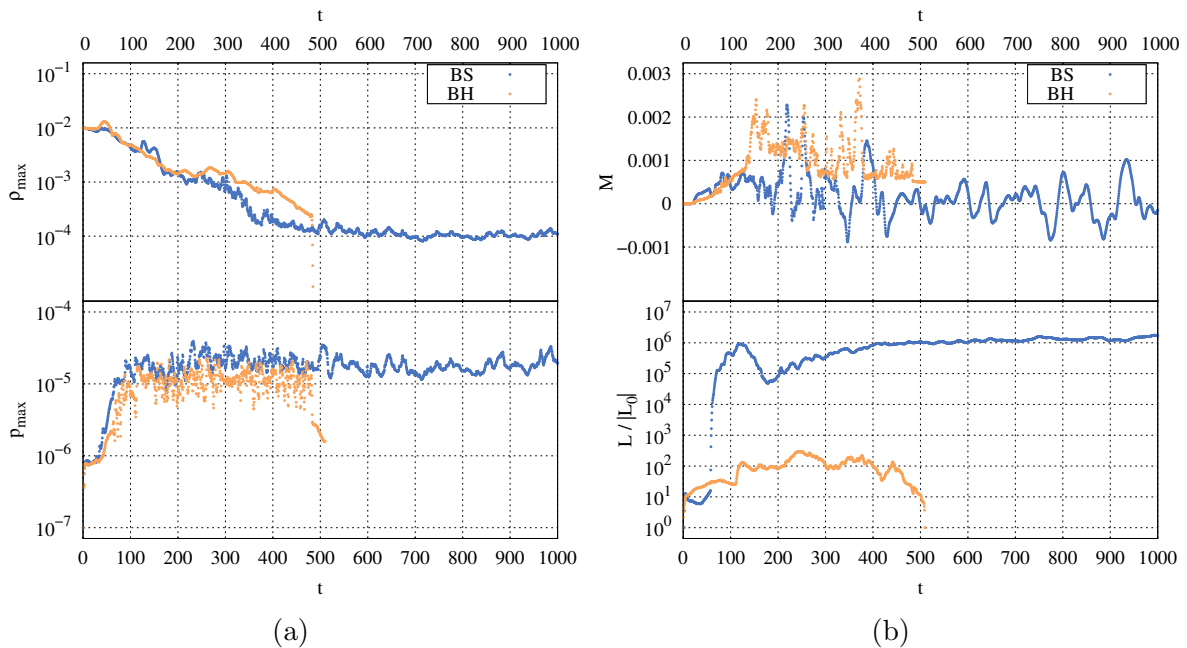 t
0 100 200 300 400 500 600 700 800 900 1000
10^-1
10^-2
10^-3
10^-4
ρ_max
BS
BH
10^-4
10^-5
10^-6
10^-7
p_max
0 100 200 300 400 500 600 700 800 900 1000
t
(a)
t
0 100 200 300 400 500 600 700 800 900 1000
0.003
0.002
0.001
0
−0.001
M
BS
BH
10^7
10^6
10^5
10^4
10^3
10^2
10^1
10^0
L / |L_0|
0 100 200 300 400 500 600 700 800 900 1000
t
(b)